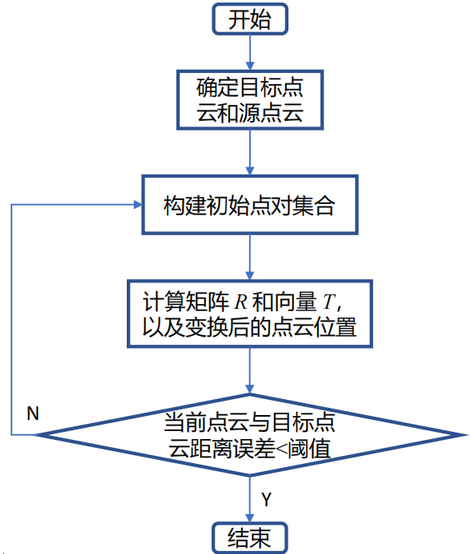 开始
确定目标点
云和源点云
构建初始点对集合
计算矩阵 R 和向量 T,
以及变换后的点云位置
N
当前点云与目标点
云距离误差<阈值
Y
结束